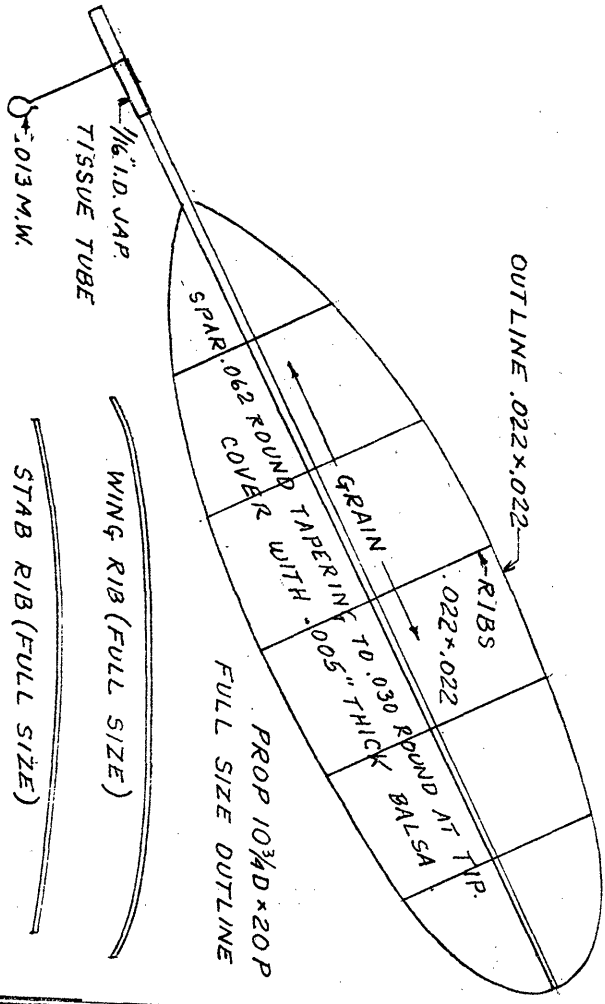 OUTLINE .022×.022
RIBS
.022×.022
GRAIN
SPAR .062 ROUND TAPERING TO .030 ROUND AT TIP.
COVER WITH .005" THICK BALSA
1/16" I.D. JAP.
TISSUE TUBE
.013 M.W.
PROP 10¾D×20P
FULL SIZE OUTLINE
WING RIB (FULL SIZE)
STAB RIB (FULL SIZE)